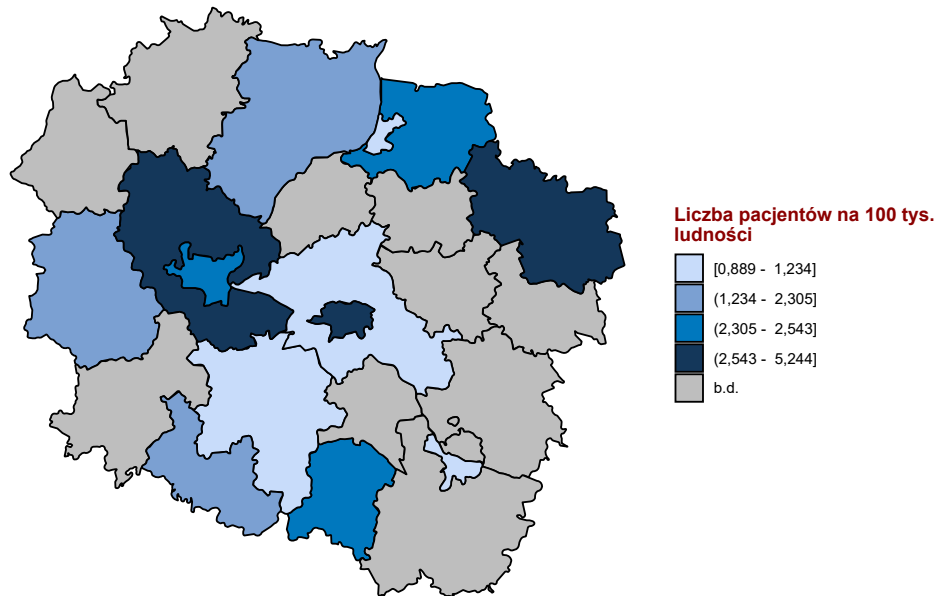 Liczba pacjentów na 100 tys.
ludności
[0,889 - 1,234]
(1,234 - 2,305]
(2,305 - 2,543]
(2,543 - 5,244]
b.d.